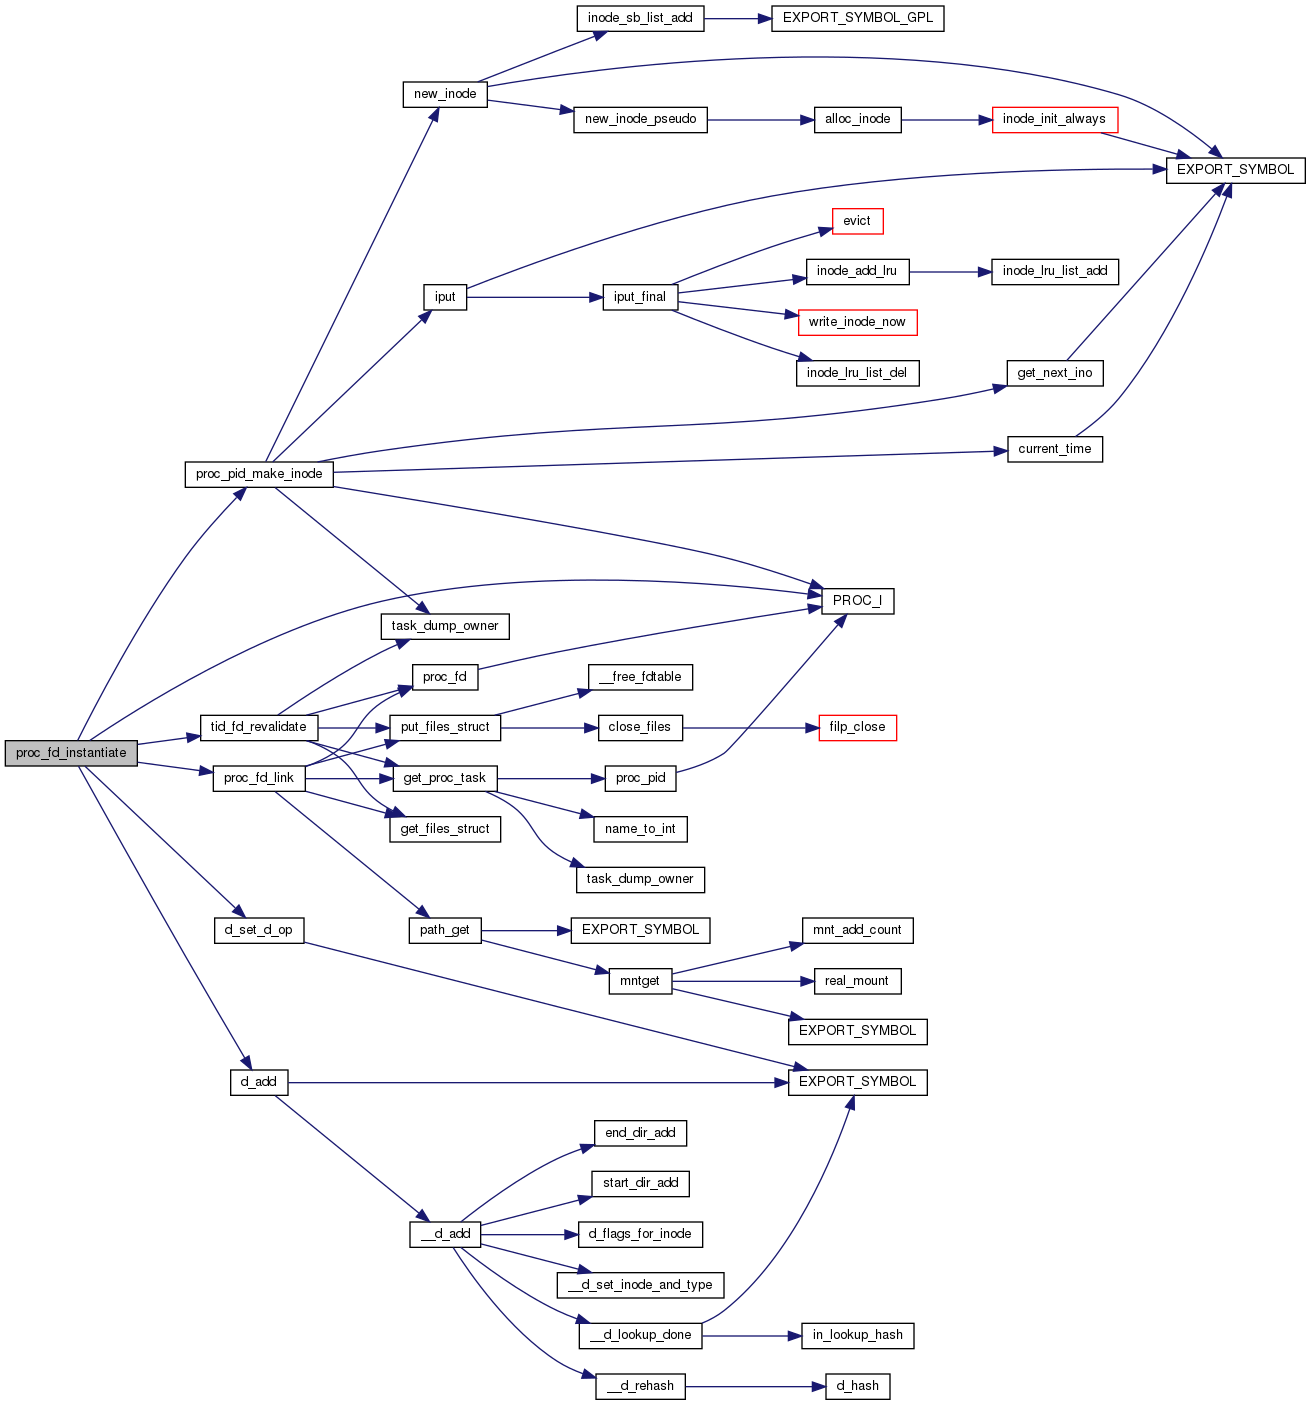 inode_sb_list_add
EXPORT_SYMBOL_GPL
new_inode
new_inode_pseudo
alloc_inode
inode_init_always
EXPORT_SYMBOL
evict
inode_add_lru
inode_lru_list_add
iput
iput_final
write_inode_now
inode_lru_list_del
get_next_ino
current_time
proc_pid_make_inode
PROC_I
task_dump_owner
proc_fd
__free_fdtable
tid_fd_revalidate
put_files_struct
close_files
filp_close
proc_fd_instantiate
proc_fd_link
get_proc_task
proc_pid
get_files_struct
name_to_int
task_dump_owner
d_set_d_op
path_get
EXPORT_SYMBOL
mnt_add_count
mntget
real_mount
EXPORT_SYMBOL
d_add
EXPORT_SYMBOL
end_dir_add
start_dir_add
__d_add
d_flags_for_inode
__d_set_inode_and_type
__d_lookup_done
in_lookup_hash
__d_rehash
d_hash